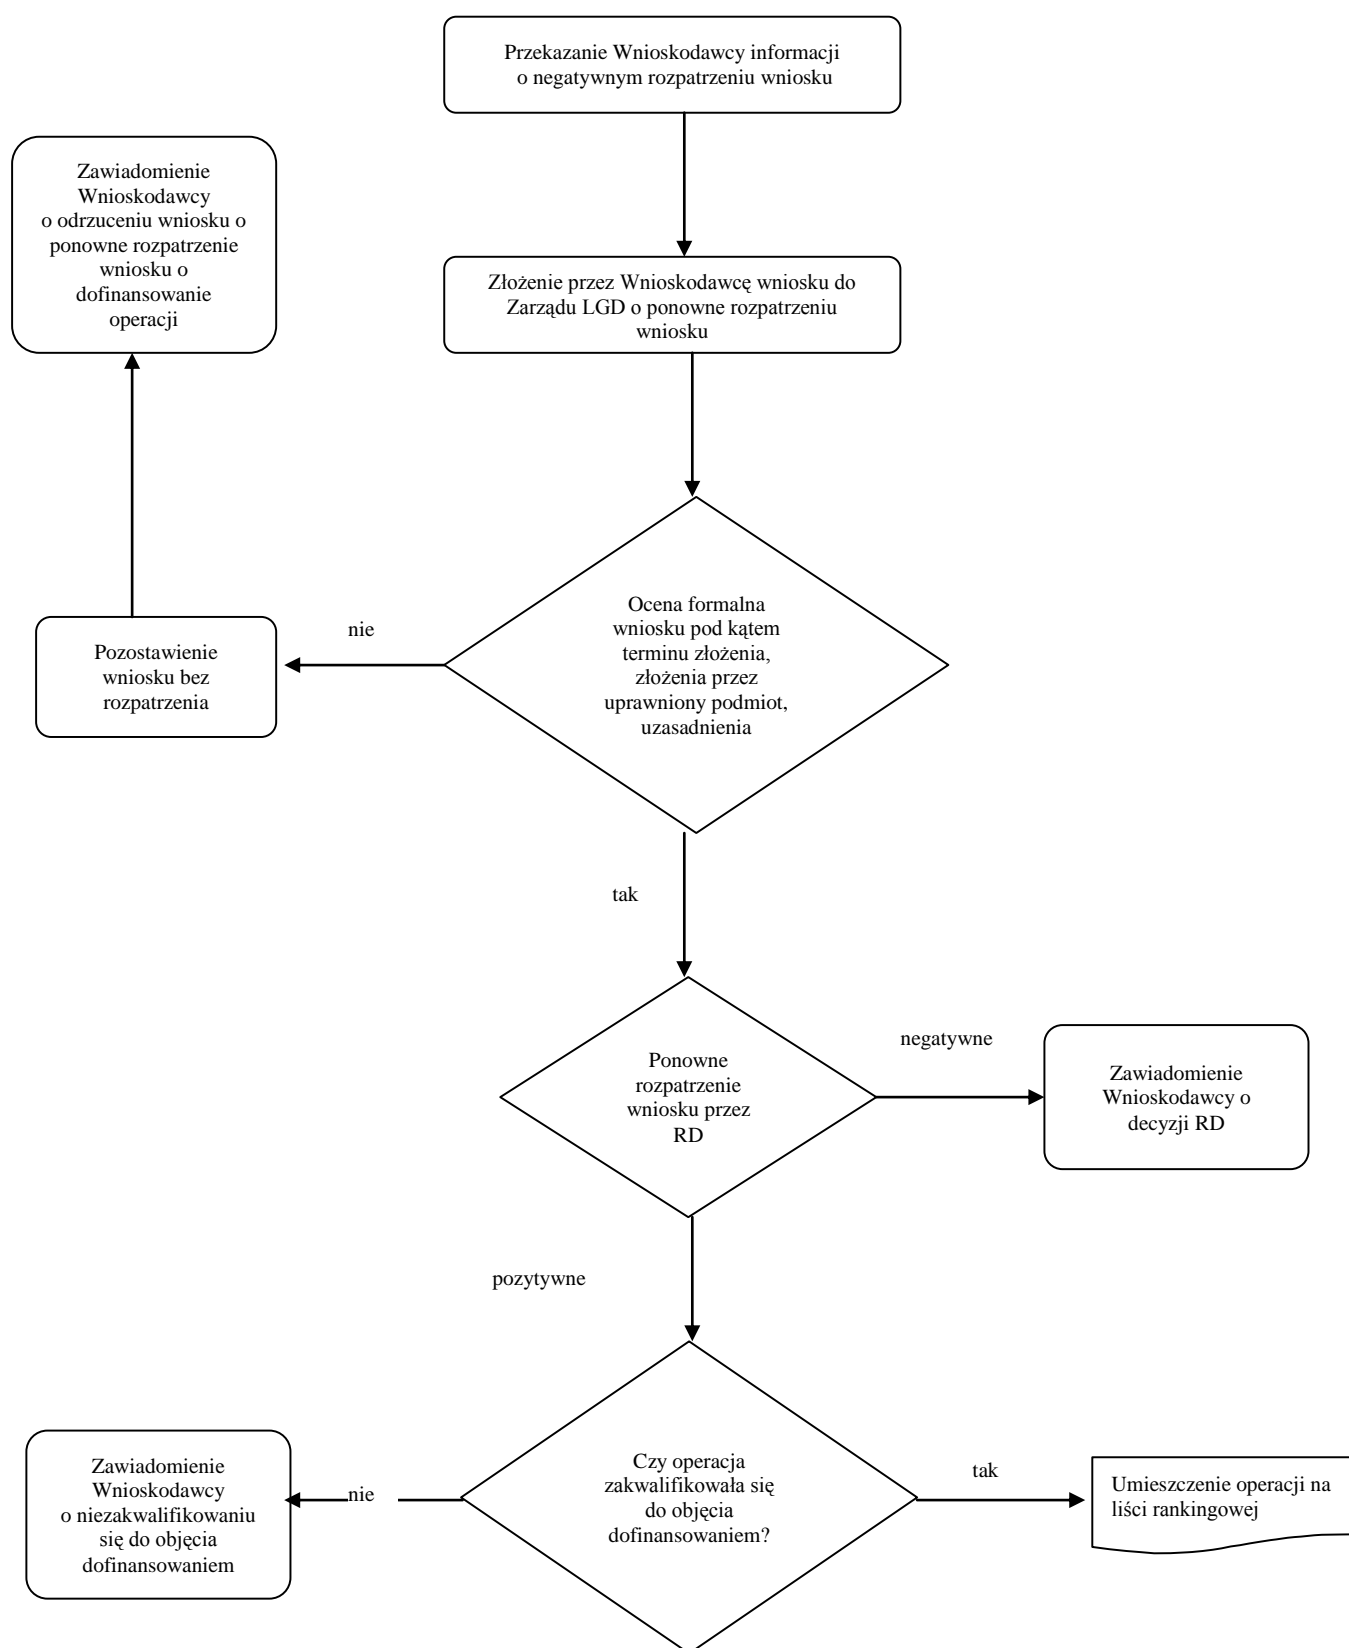 Przekazanie Wnioskodawcy informacji
o negatywnym rozpatrzeniu wniosku
Zawiadomienie
Wnioskodawcy
o odrzuceniu wniosku o
ponowne rozpatrzenie
wniosku o
dofinansowanie
operacji
Złożenie przez Wnioskodawcę wniosku do
Zarządu LGD o ponowne rozpatrzeniu
wniosku
Ocena formalna
wniosku pod kątem
terminu złożenia,
złożenia przez
uprawniony podmiot,
uzasadnienia
nie
Pozostawienie
wniosku bez
rozpatrzenia
tak
Ponowne
rozpatrzenie
wniosku przez
RD
negatywne
Zawiadomienie
Wnioskodawcy o
decyzji RD
pozytywne
Czy operacja
zakwalifikowała się
do objęcia
dofinansowaniem?
nie
Zawiadomienie
Wnioskodawcy
o niezakwalifikowaniu
się do objęcia
dofinansowaniem
tak
Umieszczenie operacji na
liści rankingowej